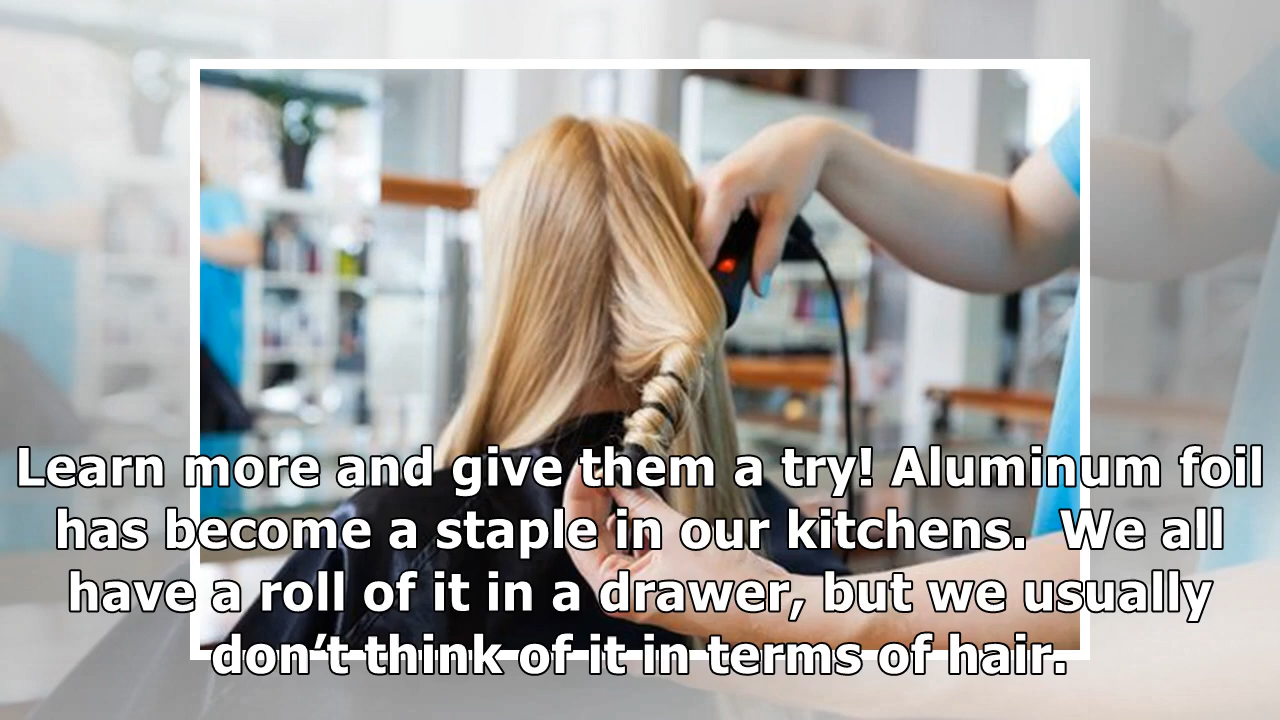 Learn more and give them a try! Aluminum foil
has become a staple in our kitchens.  We all
have a roll of it in a drawer, but we usually
don’t think of it in terms of hair.